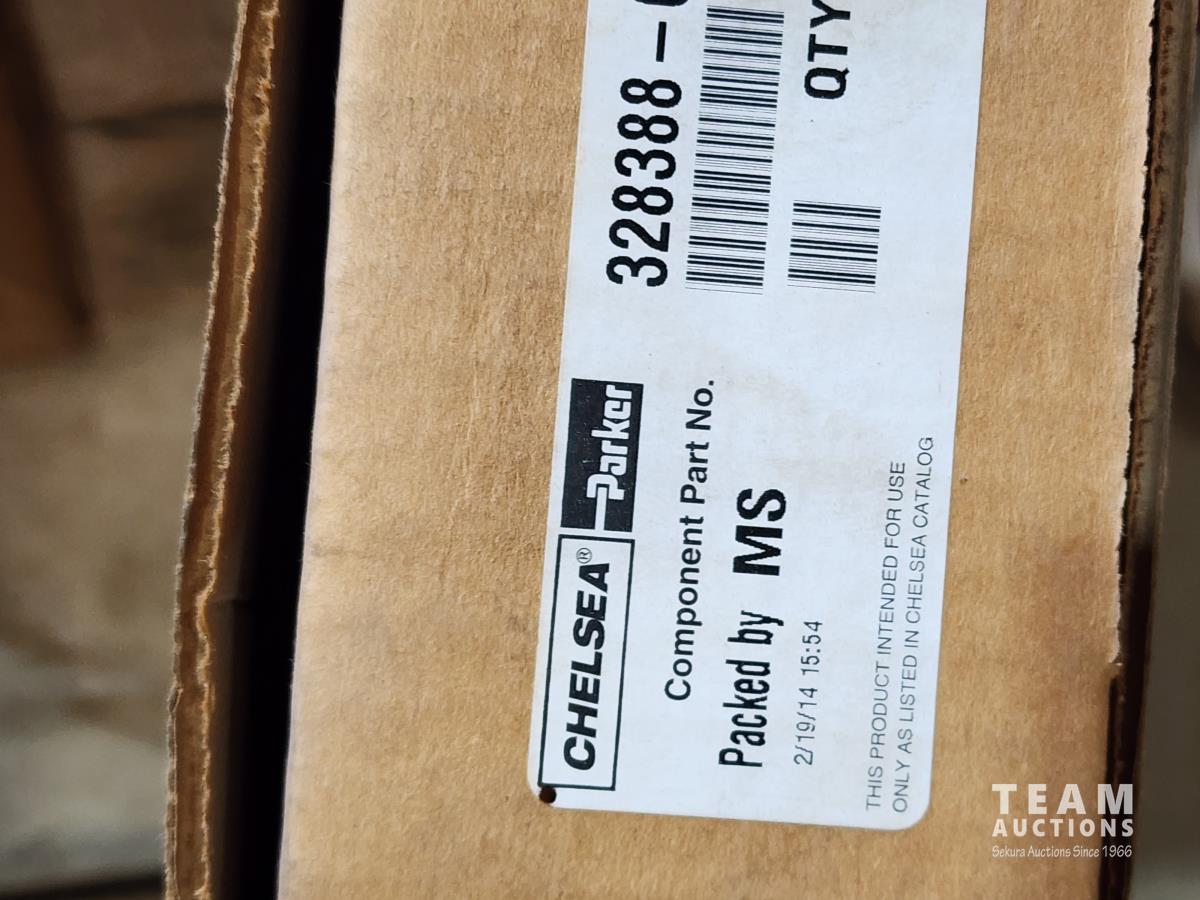 CHELSEA® Parker
Component Part No.
328388-
Packed by MS
2/19/14 15:54
QTY
THIS PRODUCT INTENDED FOR USE
ONLY AS LISTED IN CHELSEA CATALOG
TEAM
AUCTIONS
Sekura Auctions Since 1966